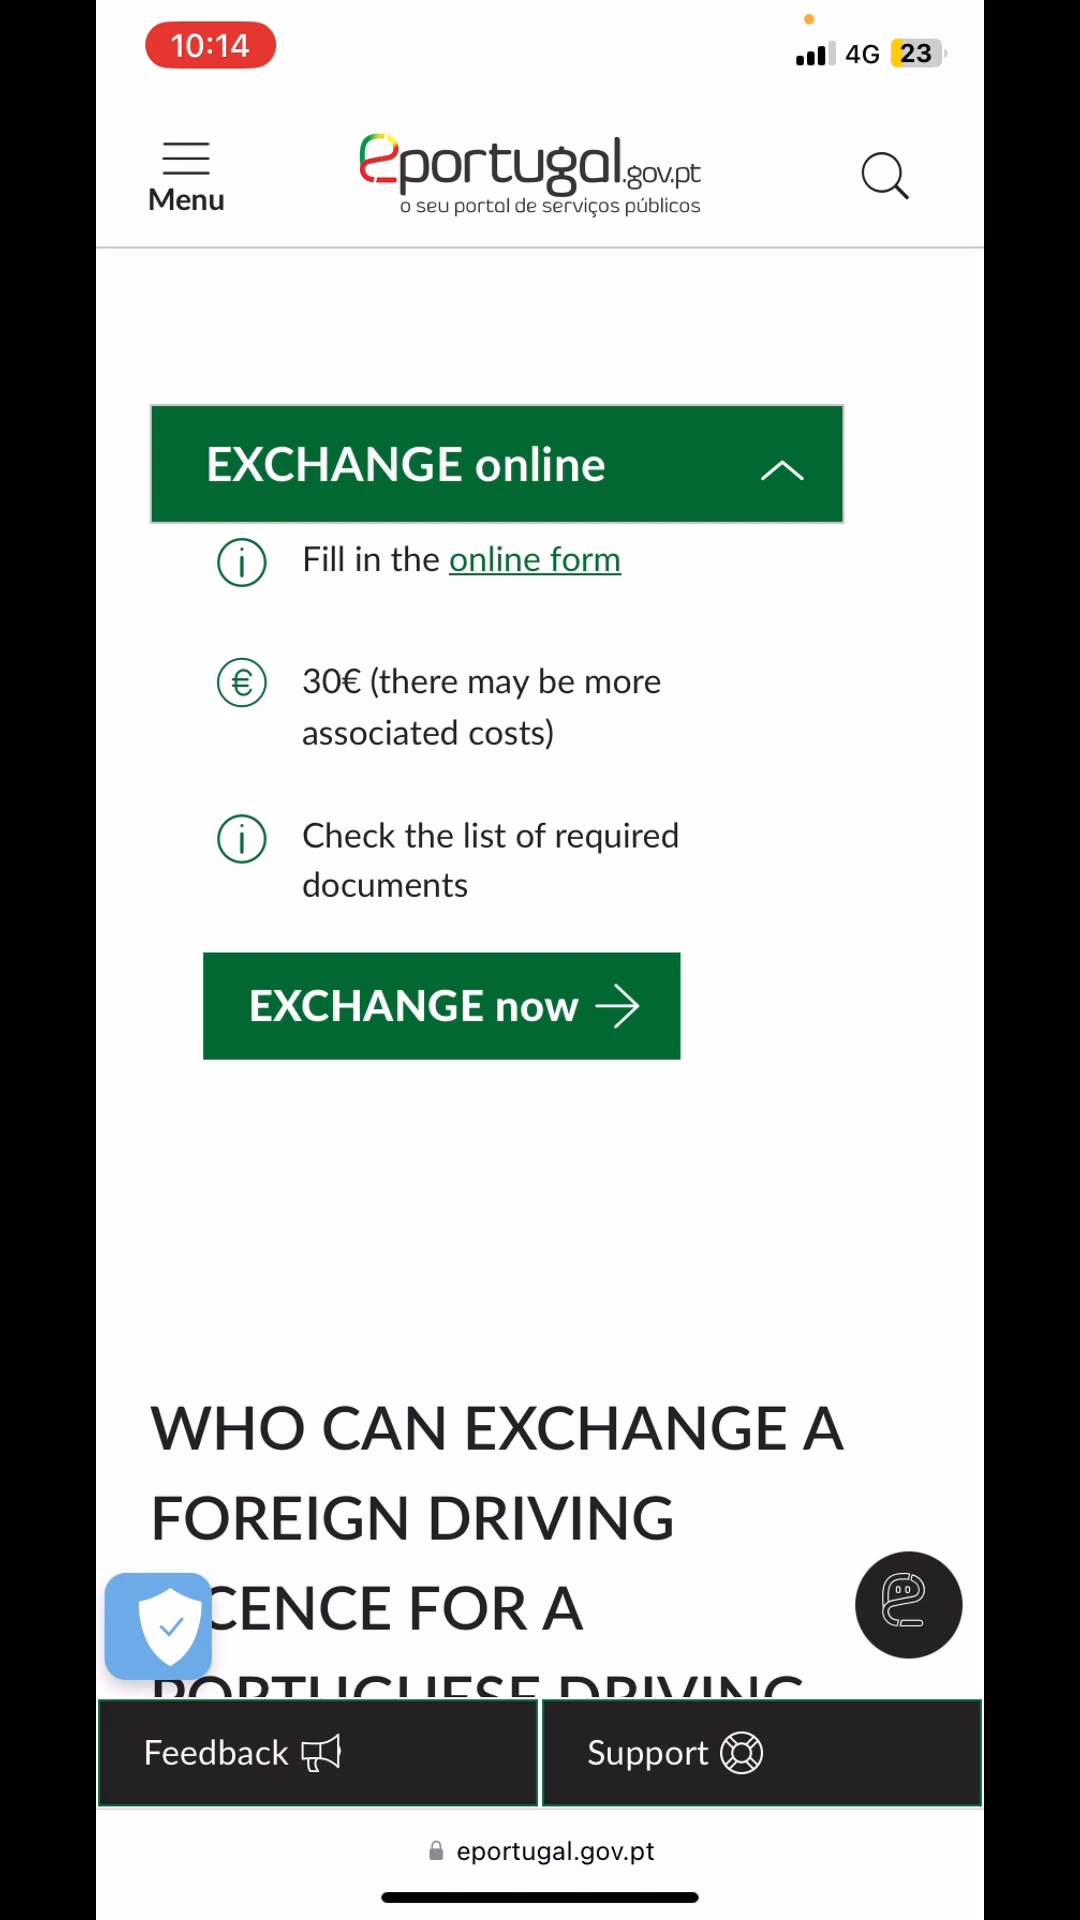 10:14
4G 23
Menu
eportugal.gov.pt
o seu portal de serviços públicos
EXCHANGE online
Fill in the online form
30€ (there may be more
associated costs)
Check the list of required
documents
EXCHANGE now
WHO CAN EXCHANGE A
FOREIGN DRIVING
CENCE FOR A
PORTUGUESE DRIVING
Feedback
Support
eportugal.gov.pt